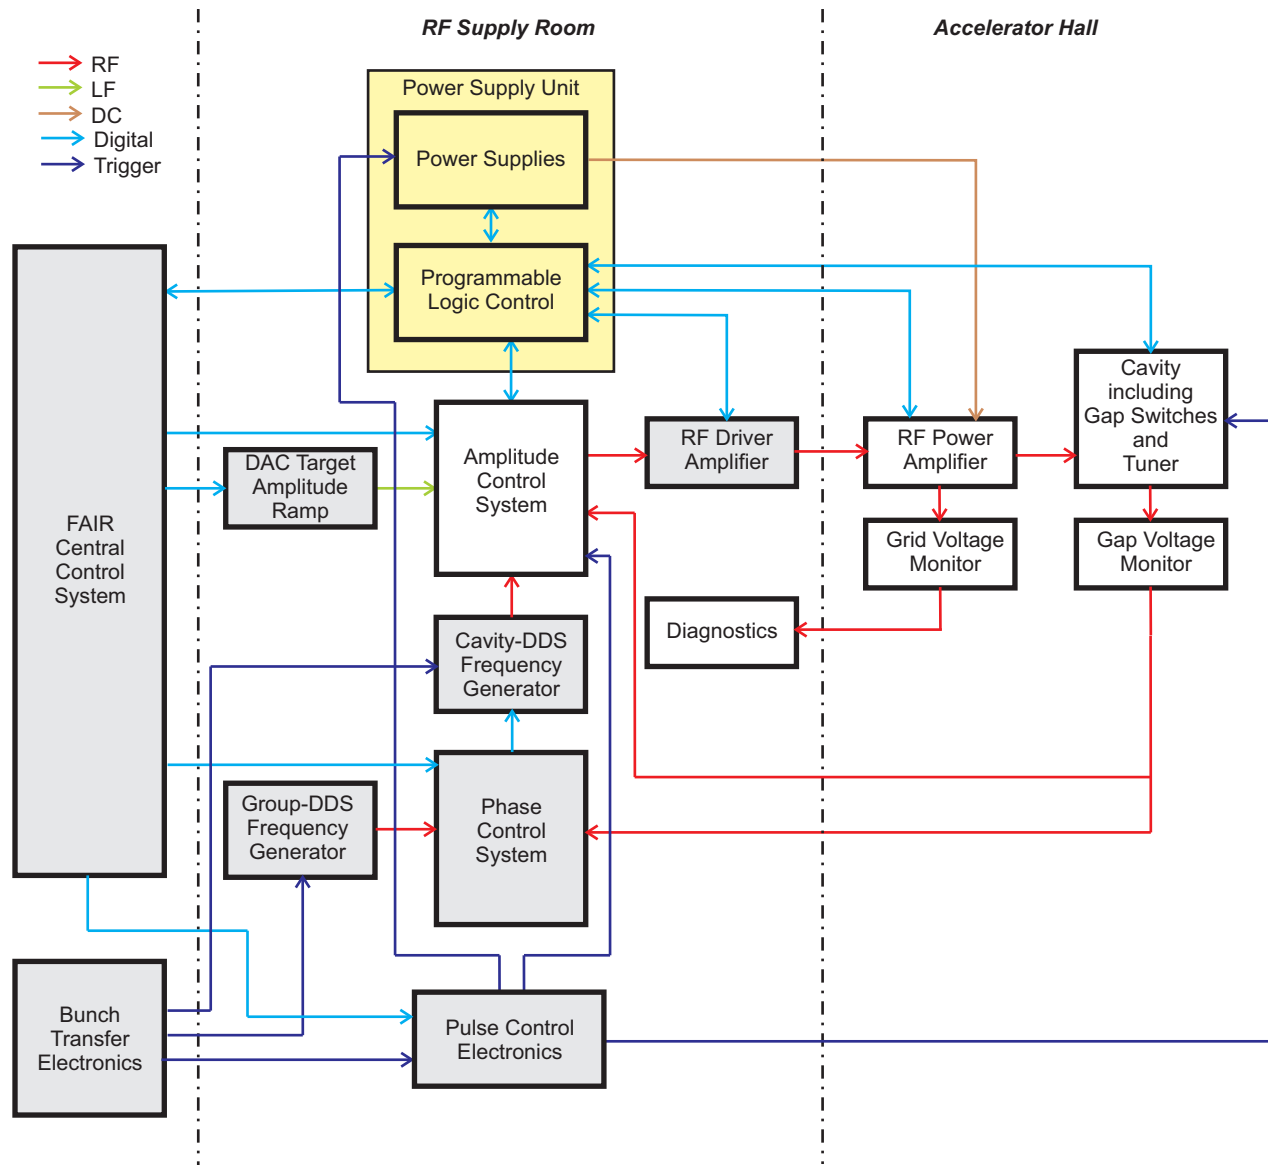 RF Supply Room
Accelerator Hall
RF
LF
DC
Digital
Trigger
Power Supply Unit
Power Supplies
Programmable
Logic Control
FAIR
Central
Control
System
DAC Target
Amplitude
Ramp
Amplitude
Control
System
RF Driver
Amplifier
RF Power
Amplifier
Cavity
including
Gap Switches
and
Tuner
Grid Voltage
Monitor
Gap Voltage
Monitor
Diagnostics
Cavity-DDS
Frequency
Generator
Group-DDS
Frequency
Generator
Phase
Control
System
Bunch
Transfer
Electronics
Pulse Control
Electronics